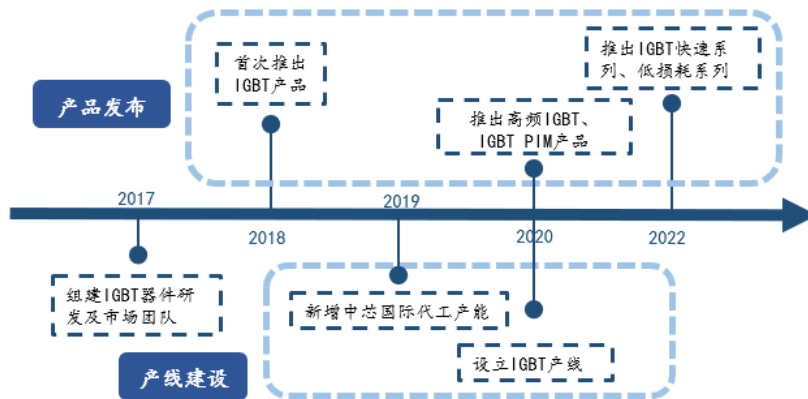 首次推出
IGBT产品
推出IGBT快速系
列、低损耗系列
产品发布
推出高频IGBT、
IGBT PIM产品
2017
2019
2018
2020
2022
组建IGBT器件研
发及市场团队
新增中芯国际代工产能
设立IGBT产线
产线建设